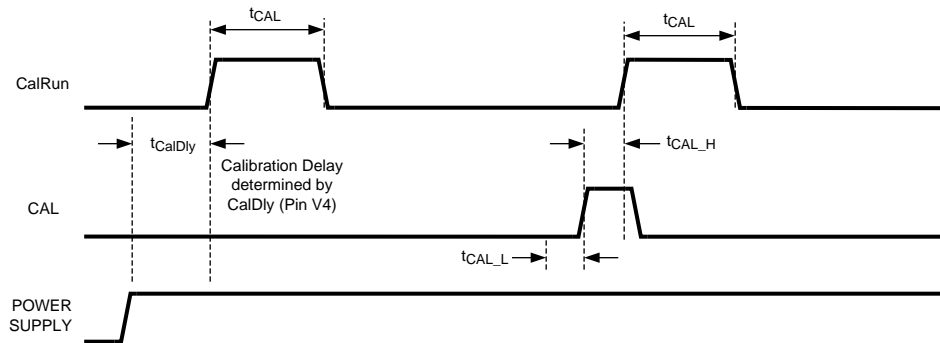 tCAL
tCAL
CalRun
tCalDly
Calibration Delay
determined by
CalDly (Pin V4)
tCAL_H
CAL
tCAL_L
POWER
SUPPLY